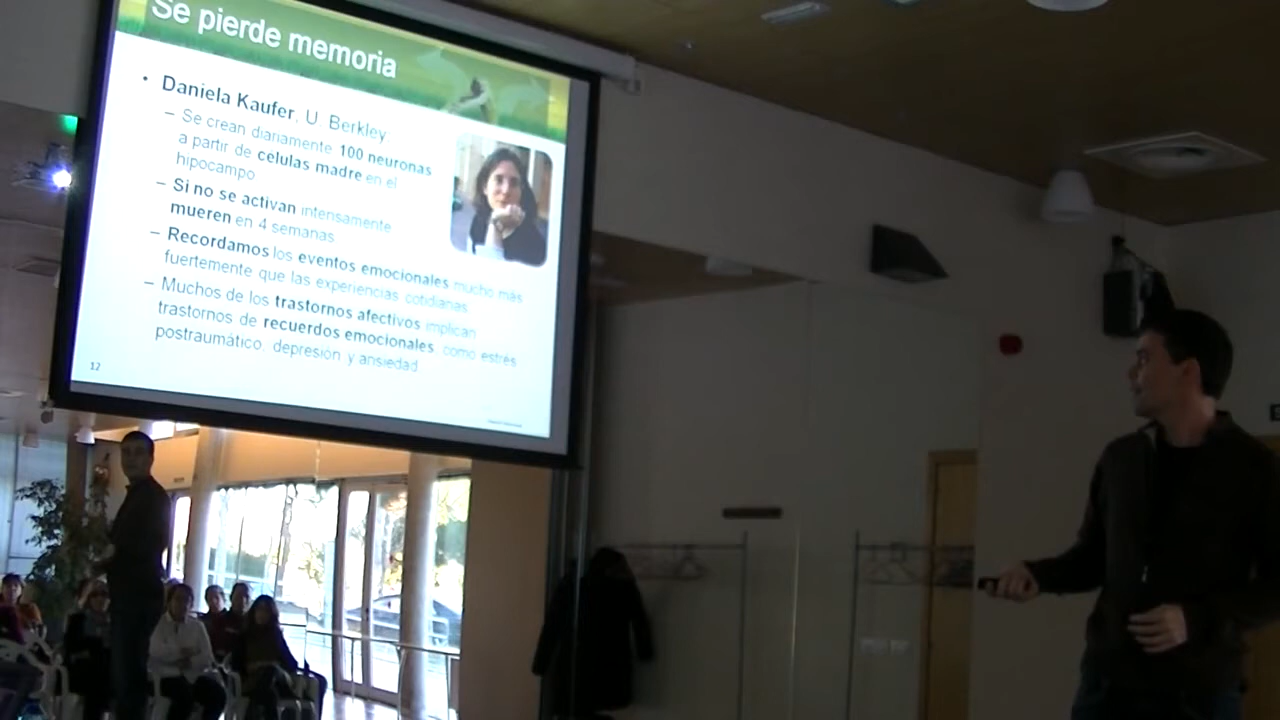 Se pierde memoria
• Daniela Kaufer, U. Berkley
– Se crean diariamente 100 neuronas
a partir de células madre en el
hipocampo
– Si no se activan intensamente
mueren en 4 semanas
– Recordamos los eventos emocionales mucho más
fuertemente que las experiencias cotidianas
– Muchos de los trastornos afectivos implican
trastornos de recuerdos emocionales, como estrés
postraumático, depresión y ansiedad
12